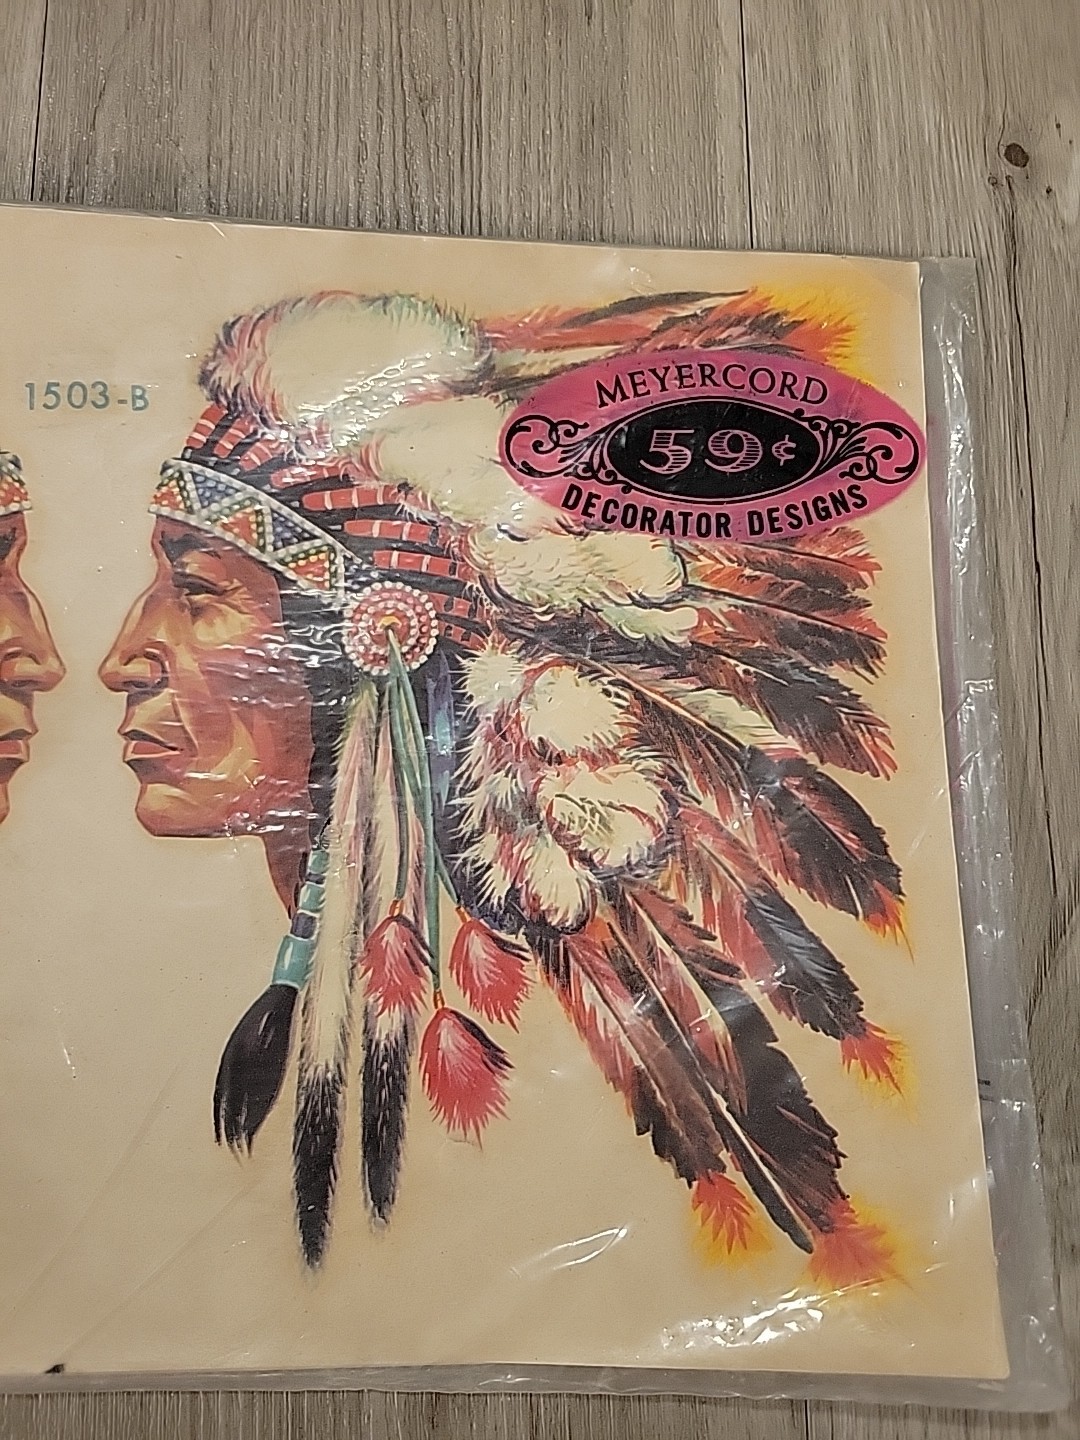 1503-B
MEYERCORD
59¢
DECORATOR DESIGNS